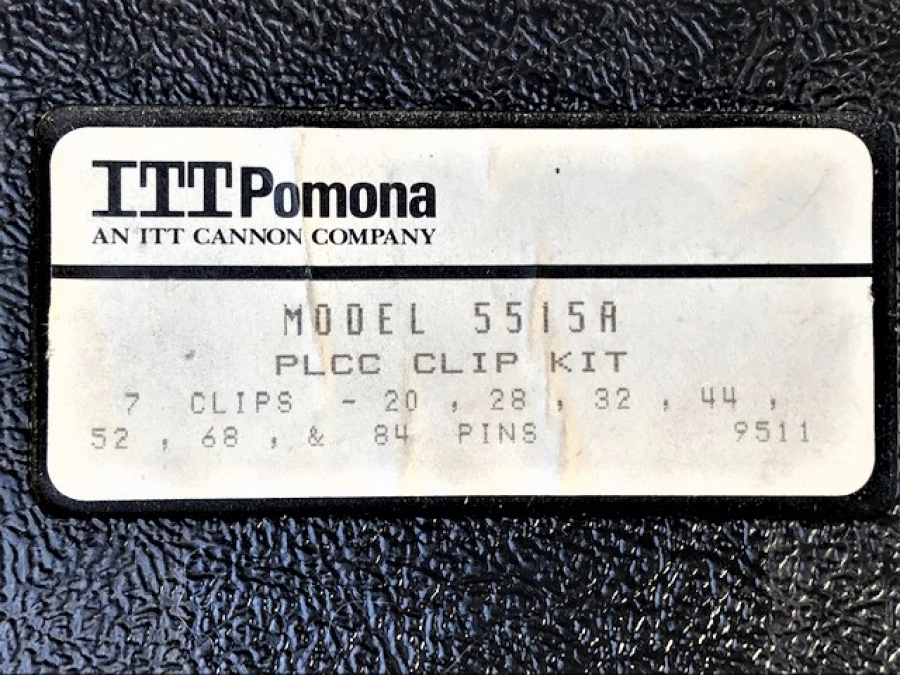 ITT Pomona
AN ITT CANNON COMPANY
MODEL 5515A
PLCC CLIP KIT
7 CLIPS - 20 , 28 , 32 , 44 ,
52 , 68 , & 84 PINS 9511